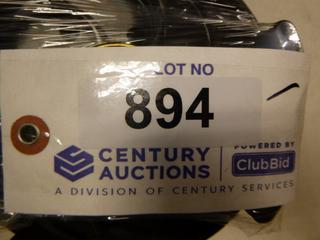 LOT NO
894
CENTURY
AUCTIONS
POWERED BY
ClubBid
A DIVISION OF CENTURY SERVICES